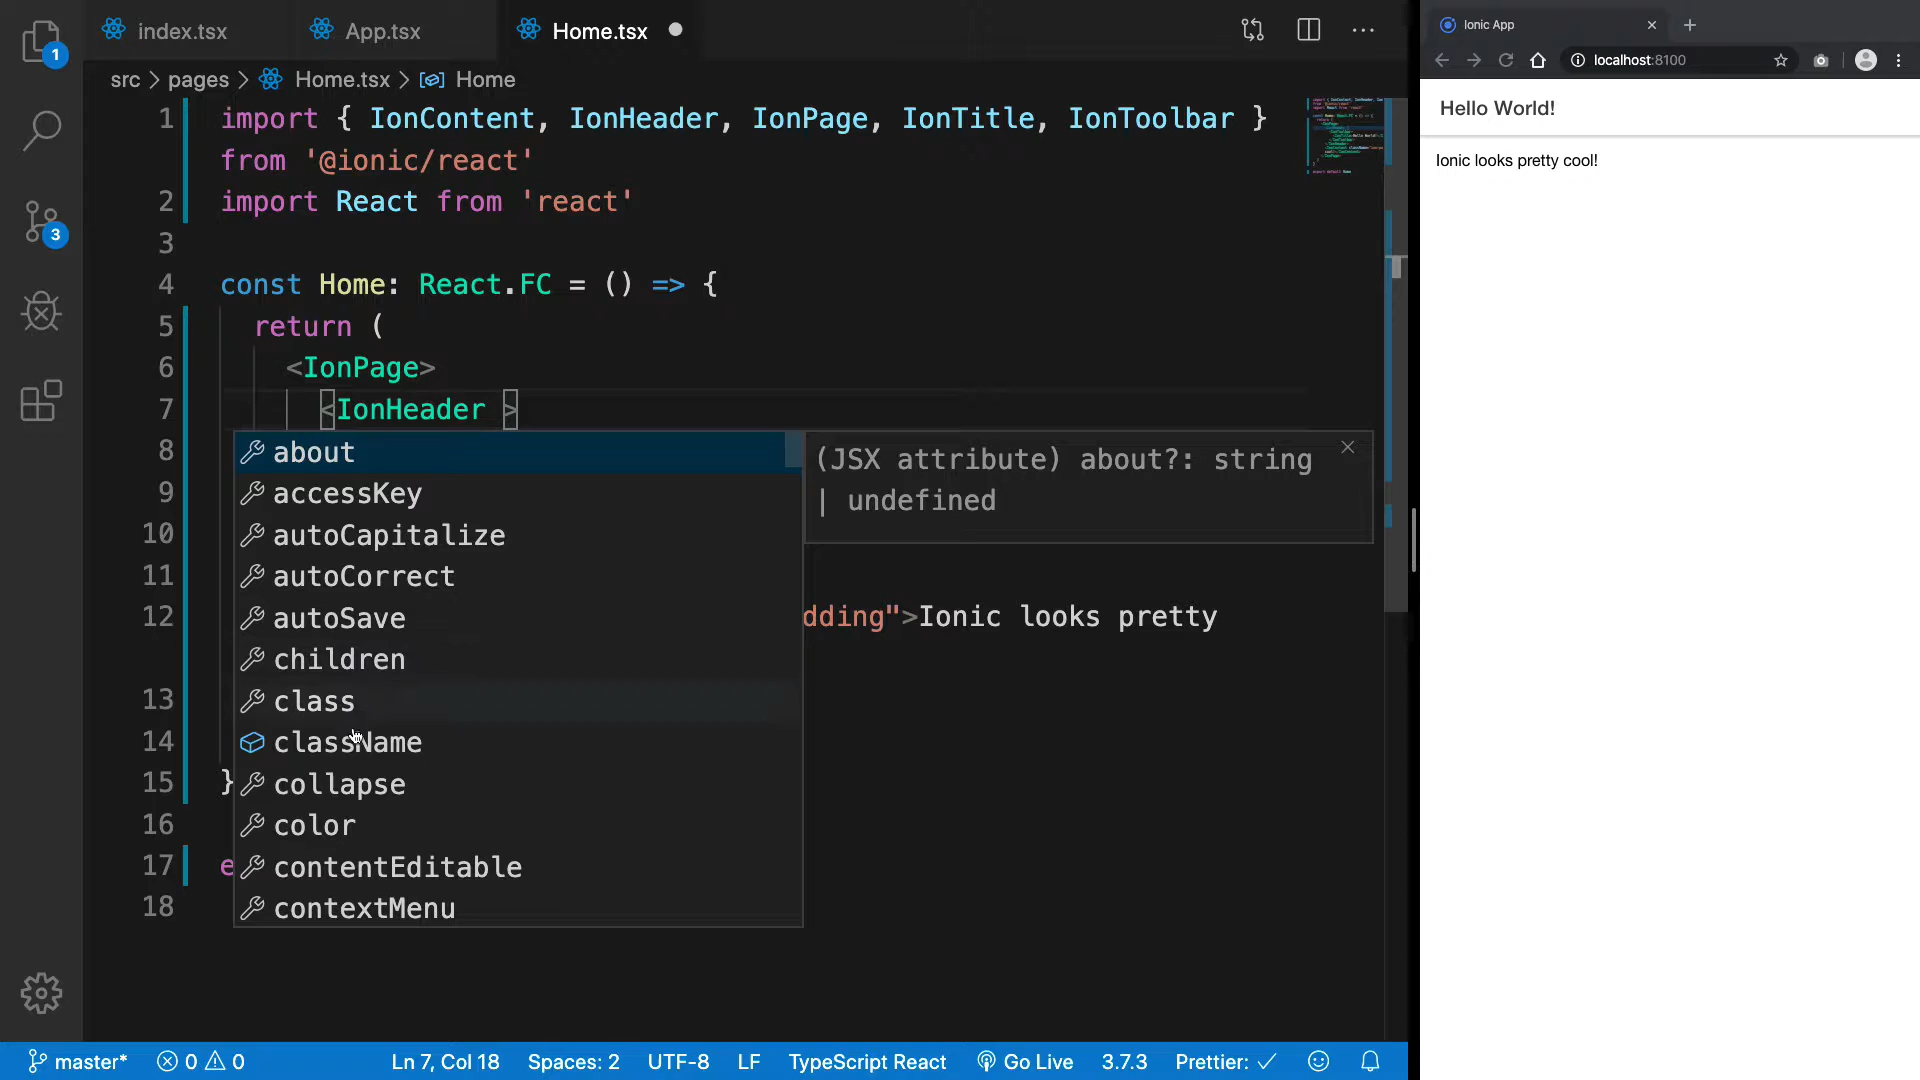 index.tsx
App.tsx
Home.tsx
src > pages > Home.tsx > Home
1 import { IonContent, IonHeader, IonPage, IonTitle, IonToolbar }
from '@ionic/react'
2 import React from 'react'
3
4 const Home: React.FC = () => {
5 return (
6 <IonPage>
7 <IonHeader >
8
9
10
11
12 dding">Ionic looks pretty
13
14
15 }
16
17 e
18
about
accessKey
autoCapitalize
autoCorrect
autoSave
children
class
className
collapse
color
contentEditable
contextMenu
(JSX attribute) about?: string
| undefined
1
3
master* 0 0 Ln 7, Col 18 Spaces: 2 UTF-8 LF TypeScript React Go Live 3.7.3 Prettier: ✓
Ionic App
localhost:8100
Hello World!
Ionic looks pretty cool!